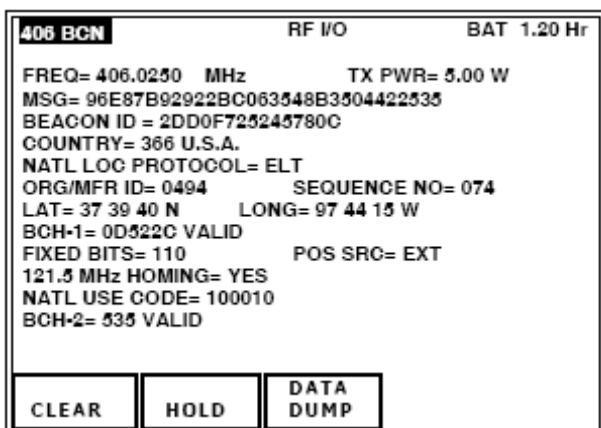 406 BCN RF I/O BAT 1.20 Hr
FREQ= 406.0250 MHz TX PWR= 5.00 W
MSG= 96E87B92922BC063548B3504422535
BEACON ID = 2DD0F725245780C
COUNTRY= 366 U.S.A.
NATL LOC PROTOCOL= ELT
ORG/MFR ID= 0494 SEQUENCE NO= 074
LAT= 37 39 40 N LONG= 97 44 15 W
BCH-1= 0D522C VALID
FIXED BITS= 110 POS SRC= EXT
121.5 MHz HOMING= YES
NATL USE CODE= 100010
BCH-2= 535 VALID
CLEAR HOLD DATA DUMP